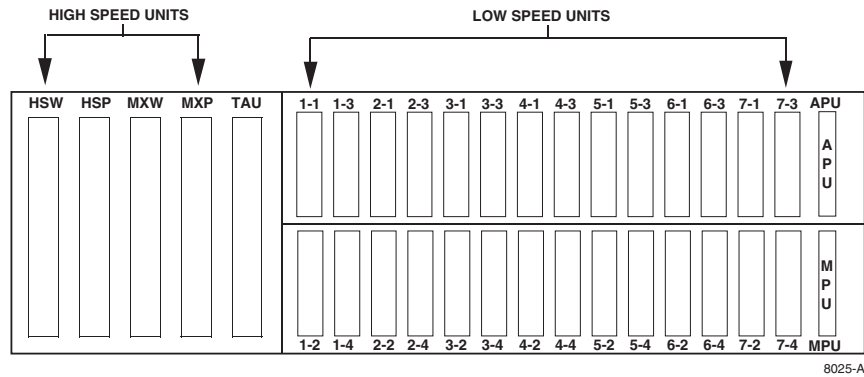 HIGH SPEED UNITS LOW SPEED UNITS
HSW HSP MXW MXP TAU 1-1 1-3 2-1 2-3 3-1 3-3 4-1 4-3 5-1 5-3 6-1 6-3 7-1 7-3 APU
A
P
U
M
P
U
1-2 1-4 2-2 2-4 3-2 3-4 4-2 4-4 5-2 5-4 6-2 6-4 7-2 7-4 MPU
8025-A